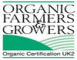 ORGANIC
FARMERS
&
GROWERS
Organic Certification UK2